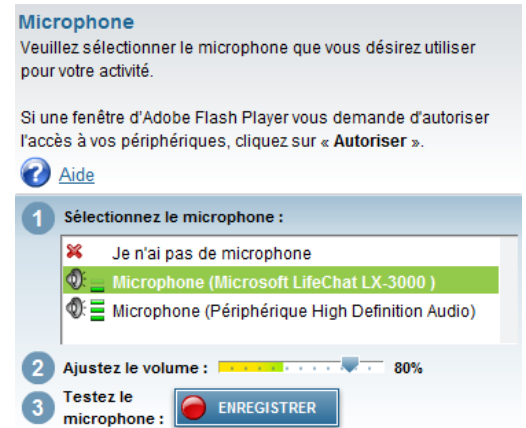 Microphone
Veuillez sélectionner le microphone que vous désirez utiliser
pour votre activité.
Si une fenêtre d'Adobe Flash Player vous demande d'autoriser
l'accès à vos périphériques, cliquez sur « Autoriser ».
? Aide
1 Sélectionnez le microphone :
Je n'ai pas de microphone
Microphone (Microsoft LifeChat LX-3000 )
Microphone (Périphérique High Definition Audio)
2 Ajustez le volume : 80%
3 Testez le
microphone : ENREGISTRER